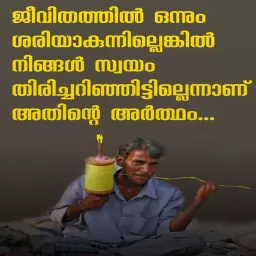 ജീവിതത്തിൽ ഒന്നും
ശരിയാകുന്നില്ലെങ്കിൽ
നിങ്ങൾ സ്വയം
തിരിച്ചറിഞ്ഞിട്ടില്ലെന്നാണ്
അതിന്റെ അർത്ഥം...